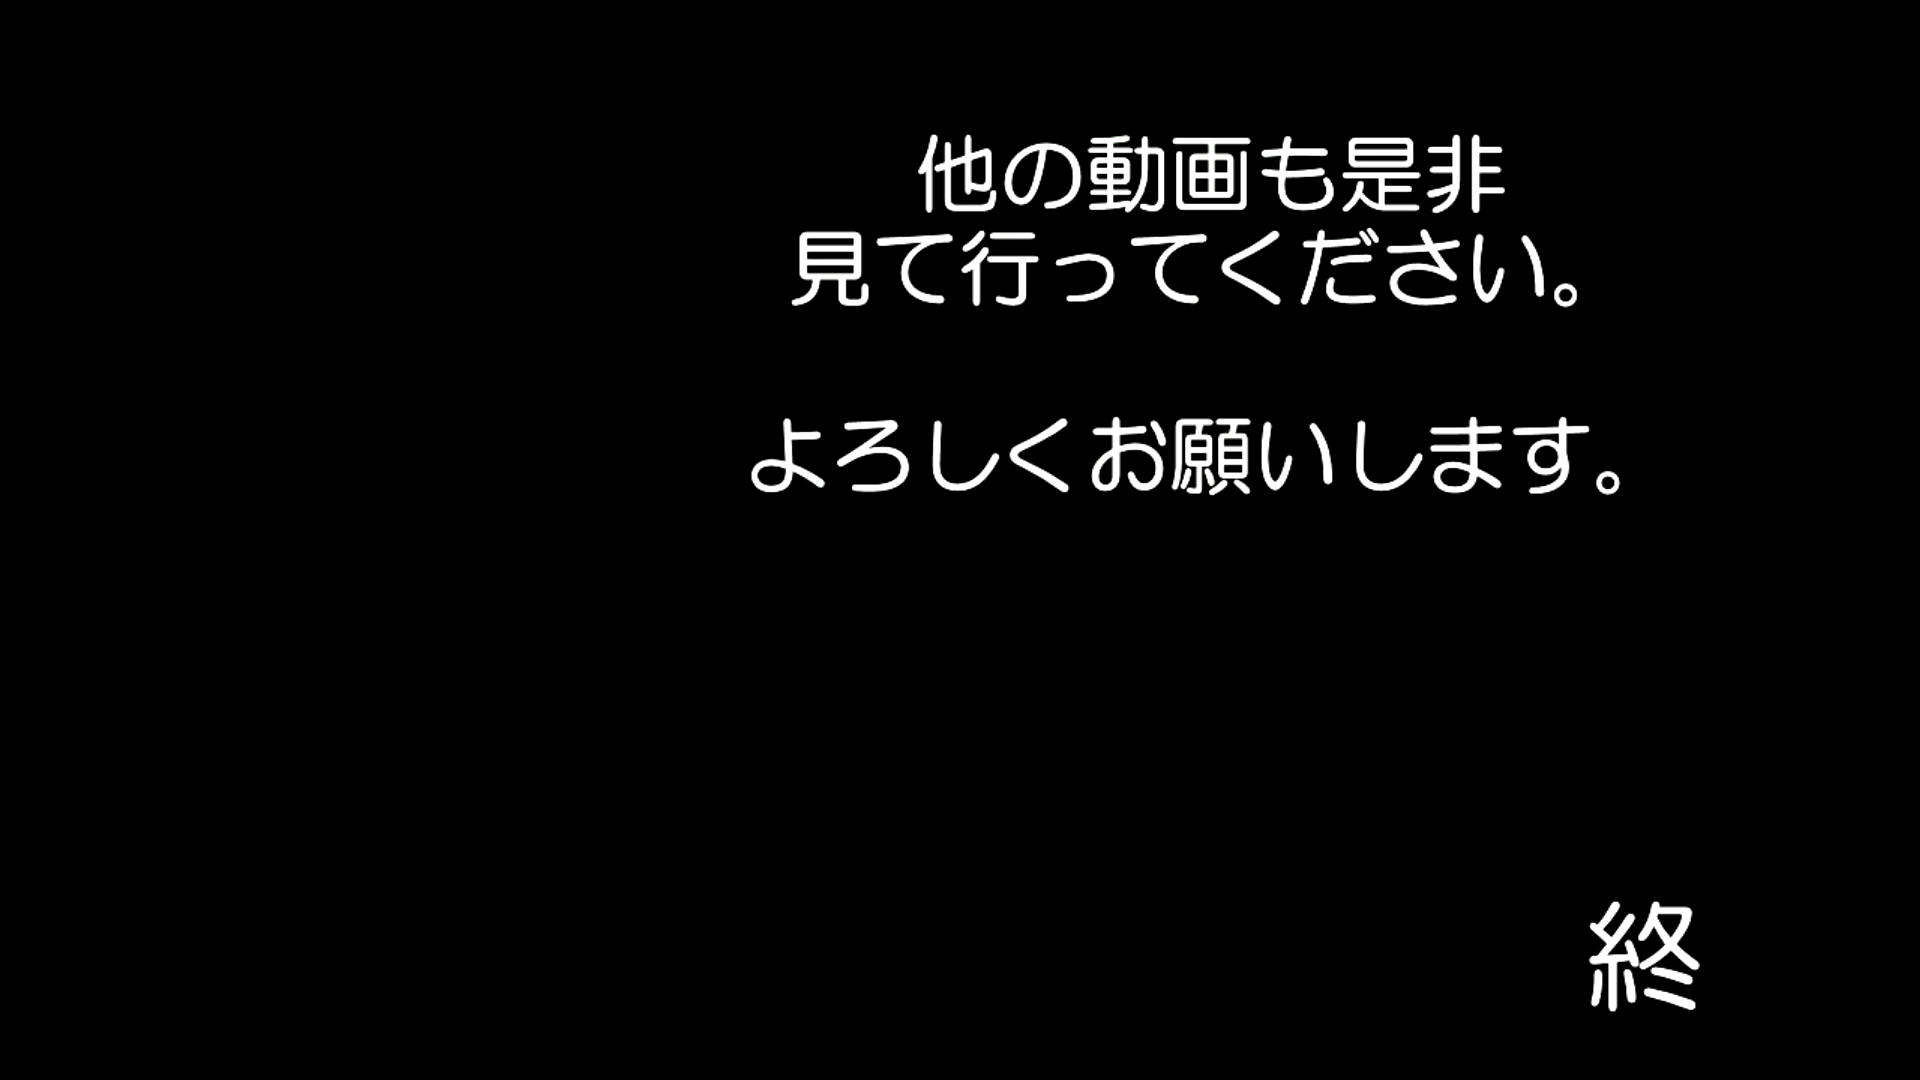 他の動画も是非
見て行ってください。
よろしくお願いします。
終